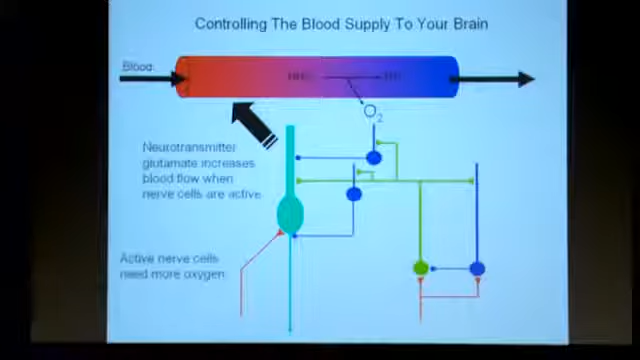 Controlling The Blood Supply To Your Brain
Blood
O2
Neurotransmitter
glutamate increases
blood flow when
nerve cells are active
Active nerve cells
need more oxygen